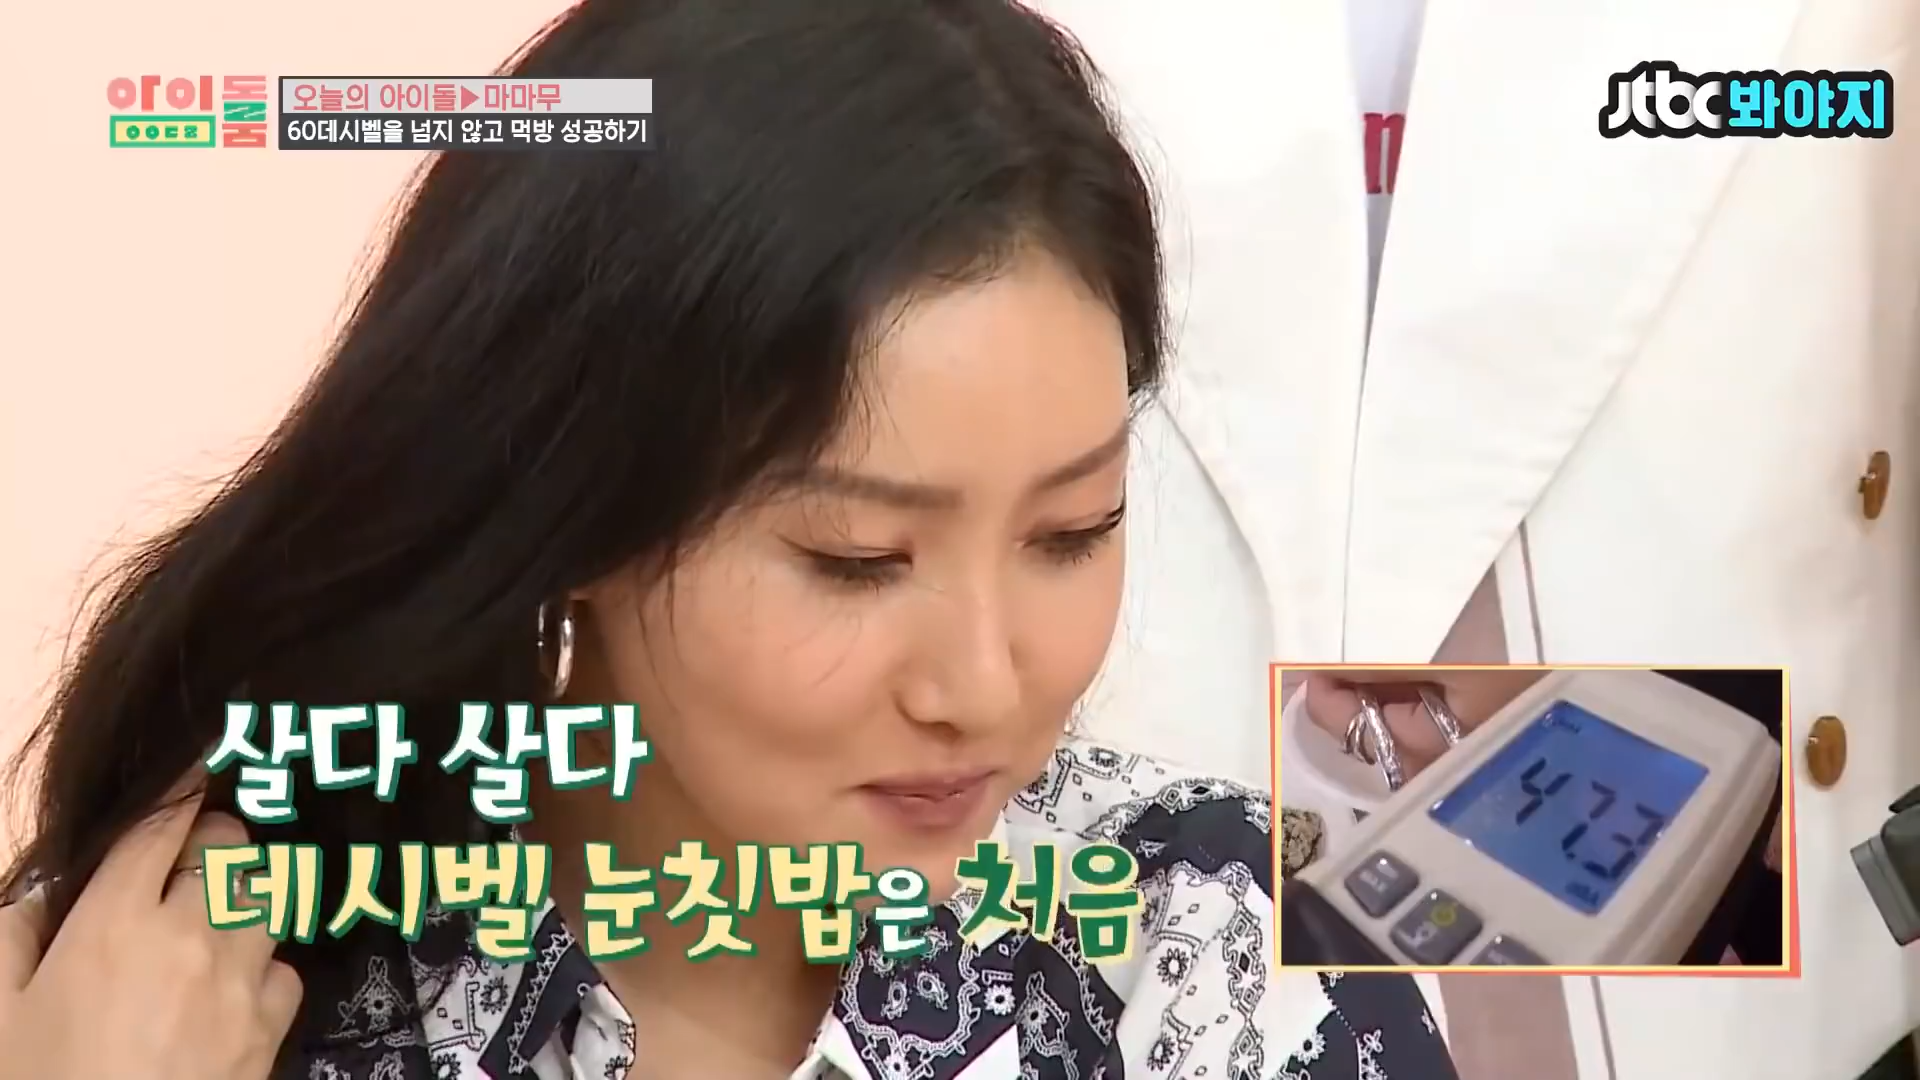 아이돌룸
오늘의 아이돌▶마마무
60데시벨을 넘지 않고 먹방 성공하기
jtbc봐야지
살다 살다
데시벨 눈칫밥은 처음
47.3
dBA
MAX